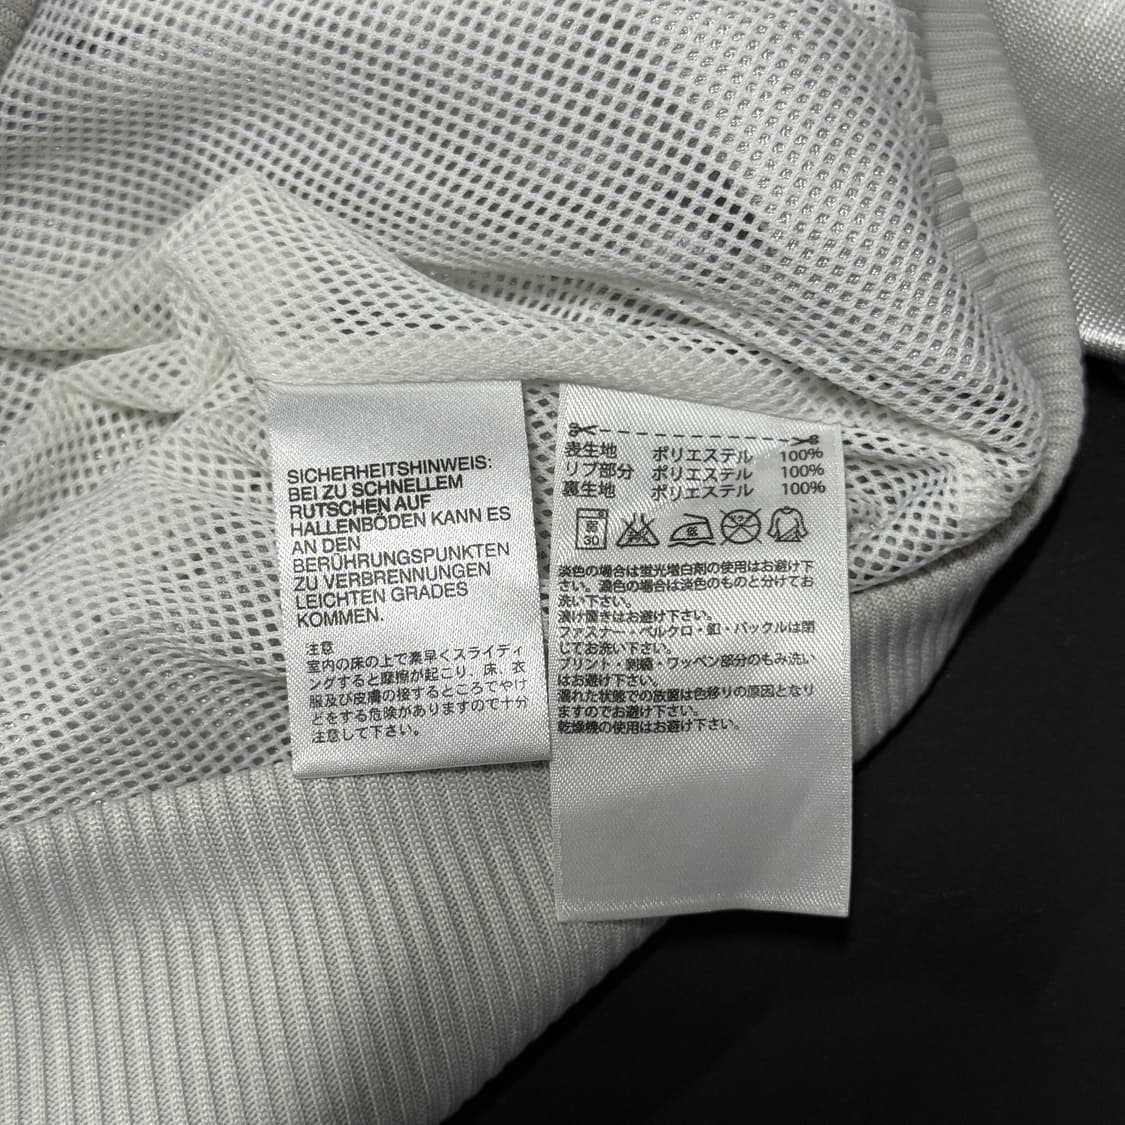 SICHERHEITSHINWEIS:
BEI ZU SCHNELLEM
RUTSCHEN AUF
HALLENBÖDEN KANN ES
AN DEN
BERÜHRUNGSPUNKTEN
ZU VERBRENNUNGEN
LEICHTEN GRADES
KOMMEN.
注意
室内の床の上で素早くスライディ
ングすると摩擦が起こり、床、衣
服及び皮膚の接するところでやけ
どをする危険がありますので十分
注意して下さい。
表生地 ポリエステル 100%
リブ部分 ポリエステル 100%
裏生地 ポリエステル 100%
弱
30
低
淡色の場合は蛍光増白剤の使用はお避け下
さい。濃色の場合は淡色のものと分けてお
洗い下さい。
漬け置きはお避け下さい。
ファスナー・ベルクロ・釦・バックルは閉
じてお洗い下さい。
プリント・刺繍・ワッペン部分のもみ洗い
はお避け下さい。
濡れた状態での放置は色移りの原因となり
ますのでお避け下さい。
乾燥機の使用はお避け下さい。